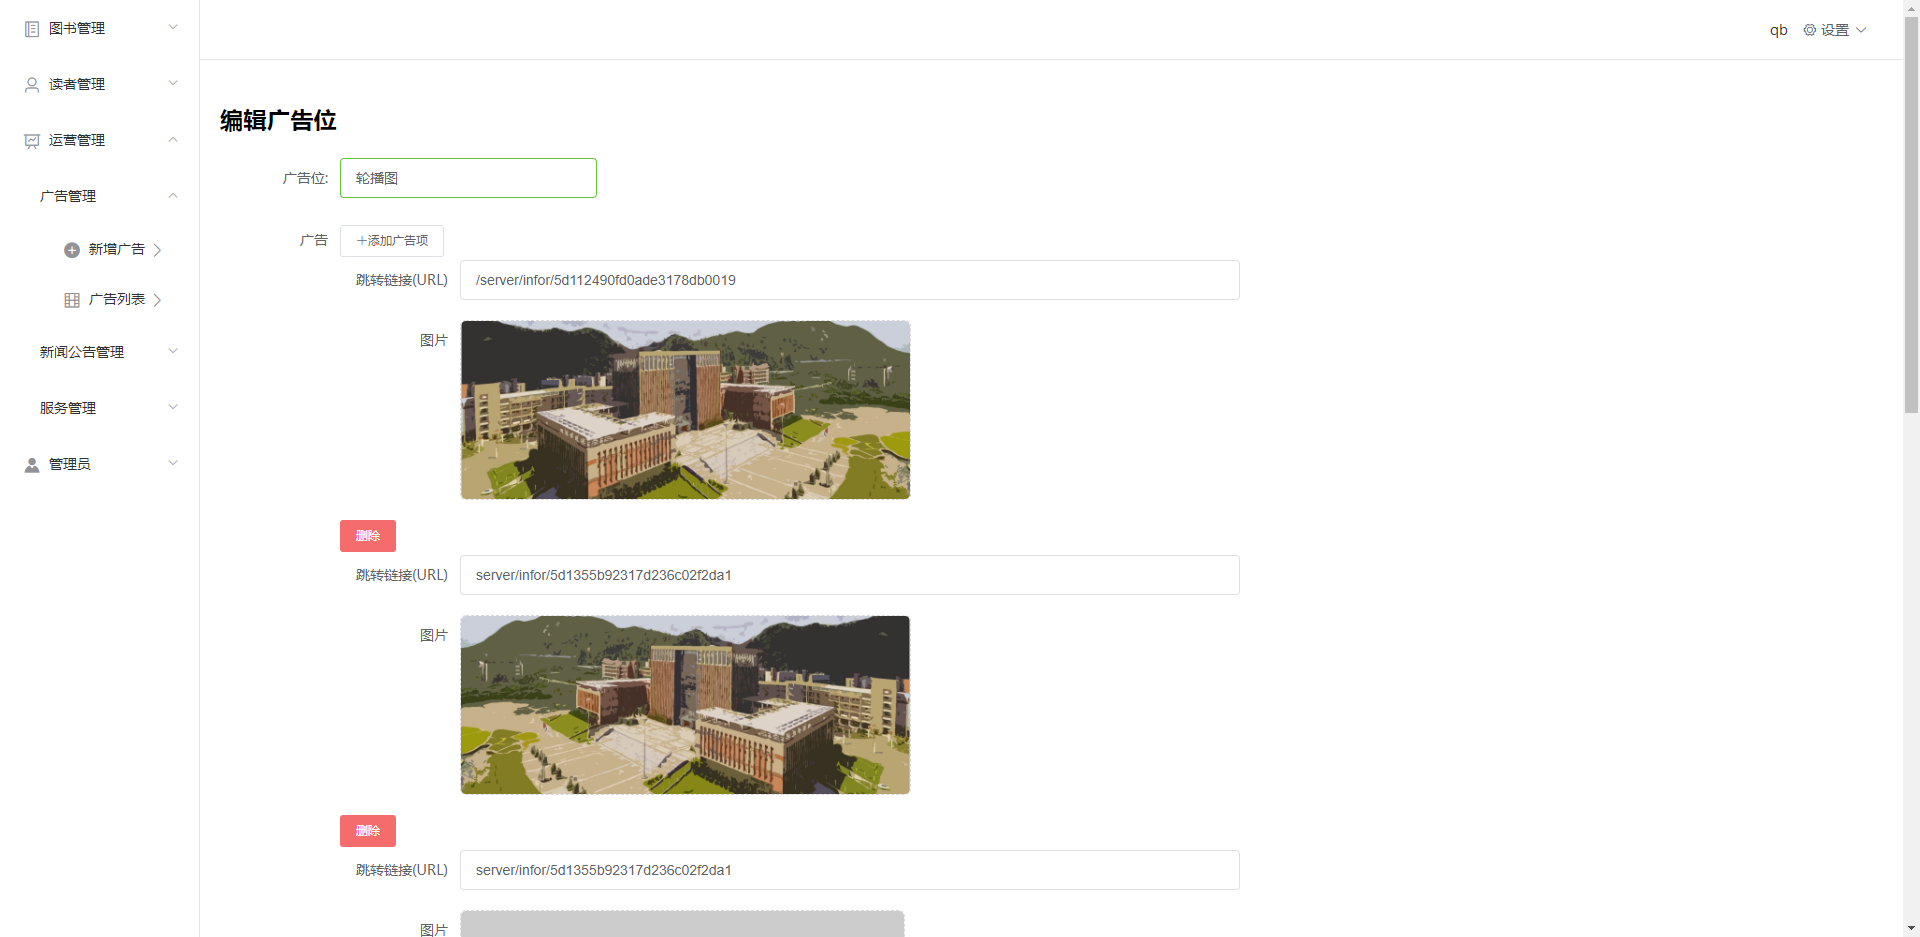 图书管理
读者管理
运营管理
广告管理
新增广告
广告列表
新闻公告管理
服务管理
管理员
qb 设置
编辑广告位
广告位: 轮播图
广告 +添加广告项
跳转链接(URL) /server/infor/5d112490fd0ade3178db0019
图片
删除
跳转链接(URL) server/infor/5d1355b92317d236c02f2da1
图片
删除
跳转链接(URL) server/infor/5d1355b92317d236c02f2da1
图片